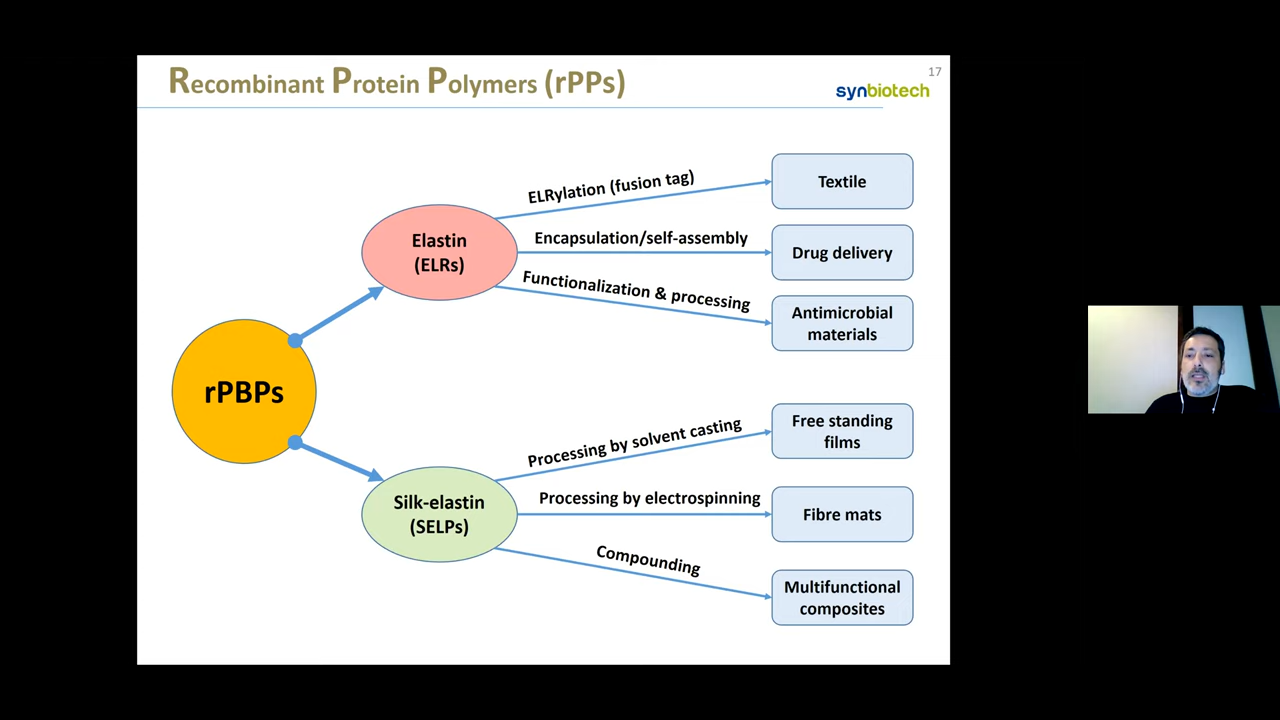 Recombinant Protein Polymers (rPPs)
17
synbiotech
ELRylation (fusion tag)
Textile
Elastin
(ELRs)
Encapsulation/self-assembly
Drug delivery
Functionalization & processing
Antimicrobial
materials
rPBPs
Processing by solvent casting
Free standing
films
Silk-elastin
(SELPs)
Processing by electrospinning
Fibre mats
Compounding
Multifunctional
composites